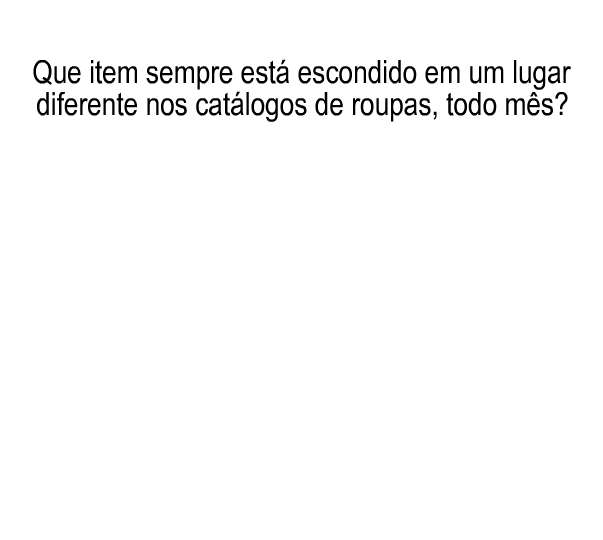 Que item sempre está escondido em um lugar
diferente nos catálogos de roupas, todo mês?